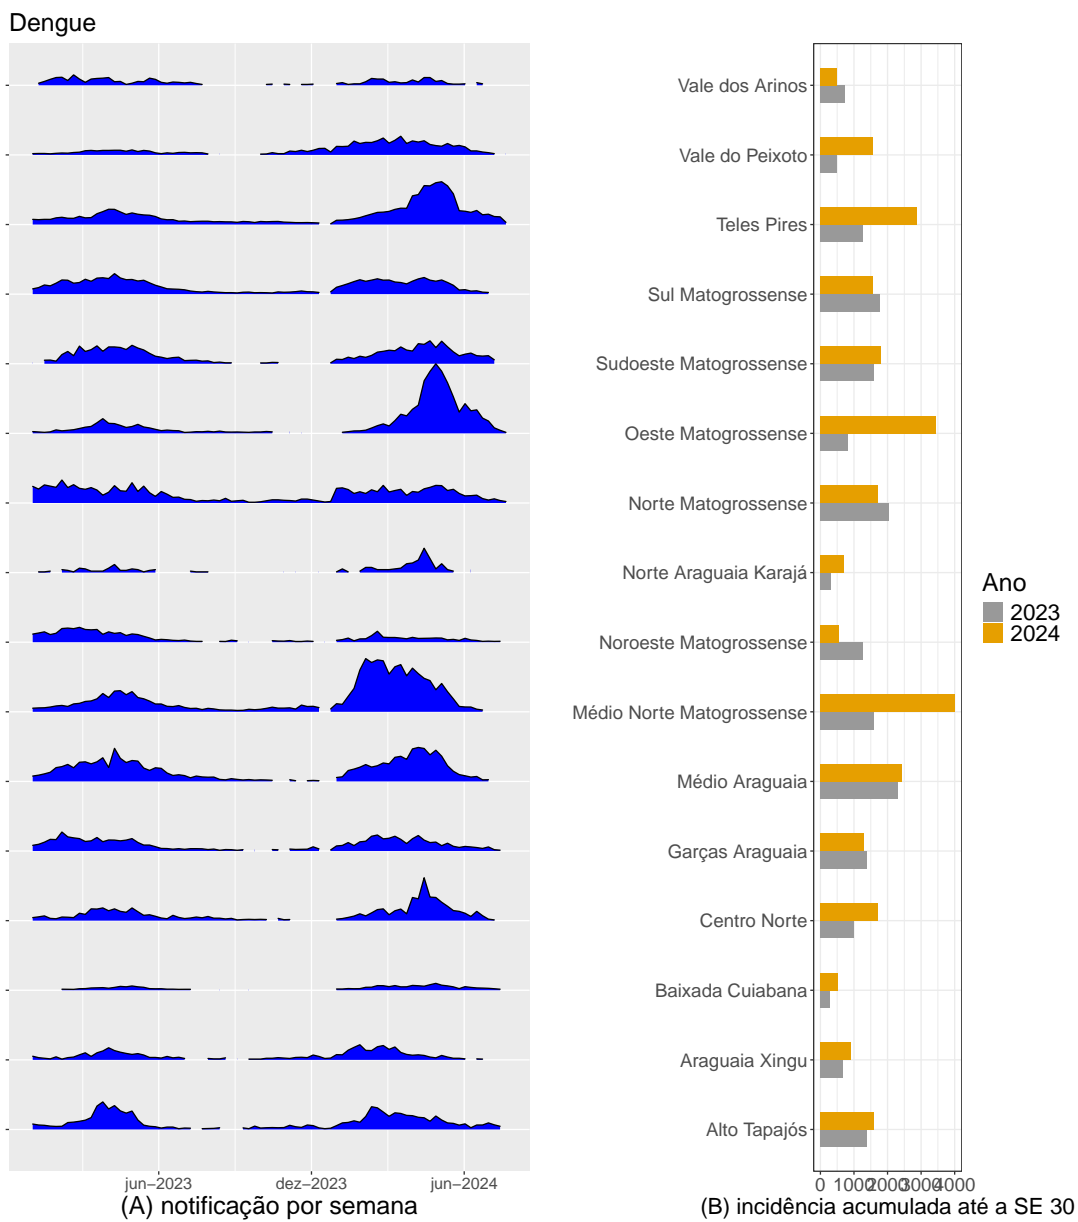 Dengue
Vale dos Arinos
Vale do Peixoto
Teles Pires
Sul Matogrossense
Sudoeste Matogrossense
Oeste Matogrossense
Norte Matogrossense
Norte Araguaia Karajá
Noroeste Matogrossense
Médio Norte Matogrossense
Médio Araguaia
Garças Araguaia
Centro Norte
Baixada Cuiabana
Araguaia Xingu
Alto Tapajós
Ano
2023
2024
jun–2023 dez–2023 jun–2024
0 1000 2000 3000 4000
(A) notificação por semana
(B) incidência acumulada até a SE 30